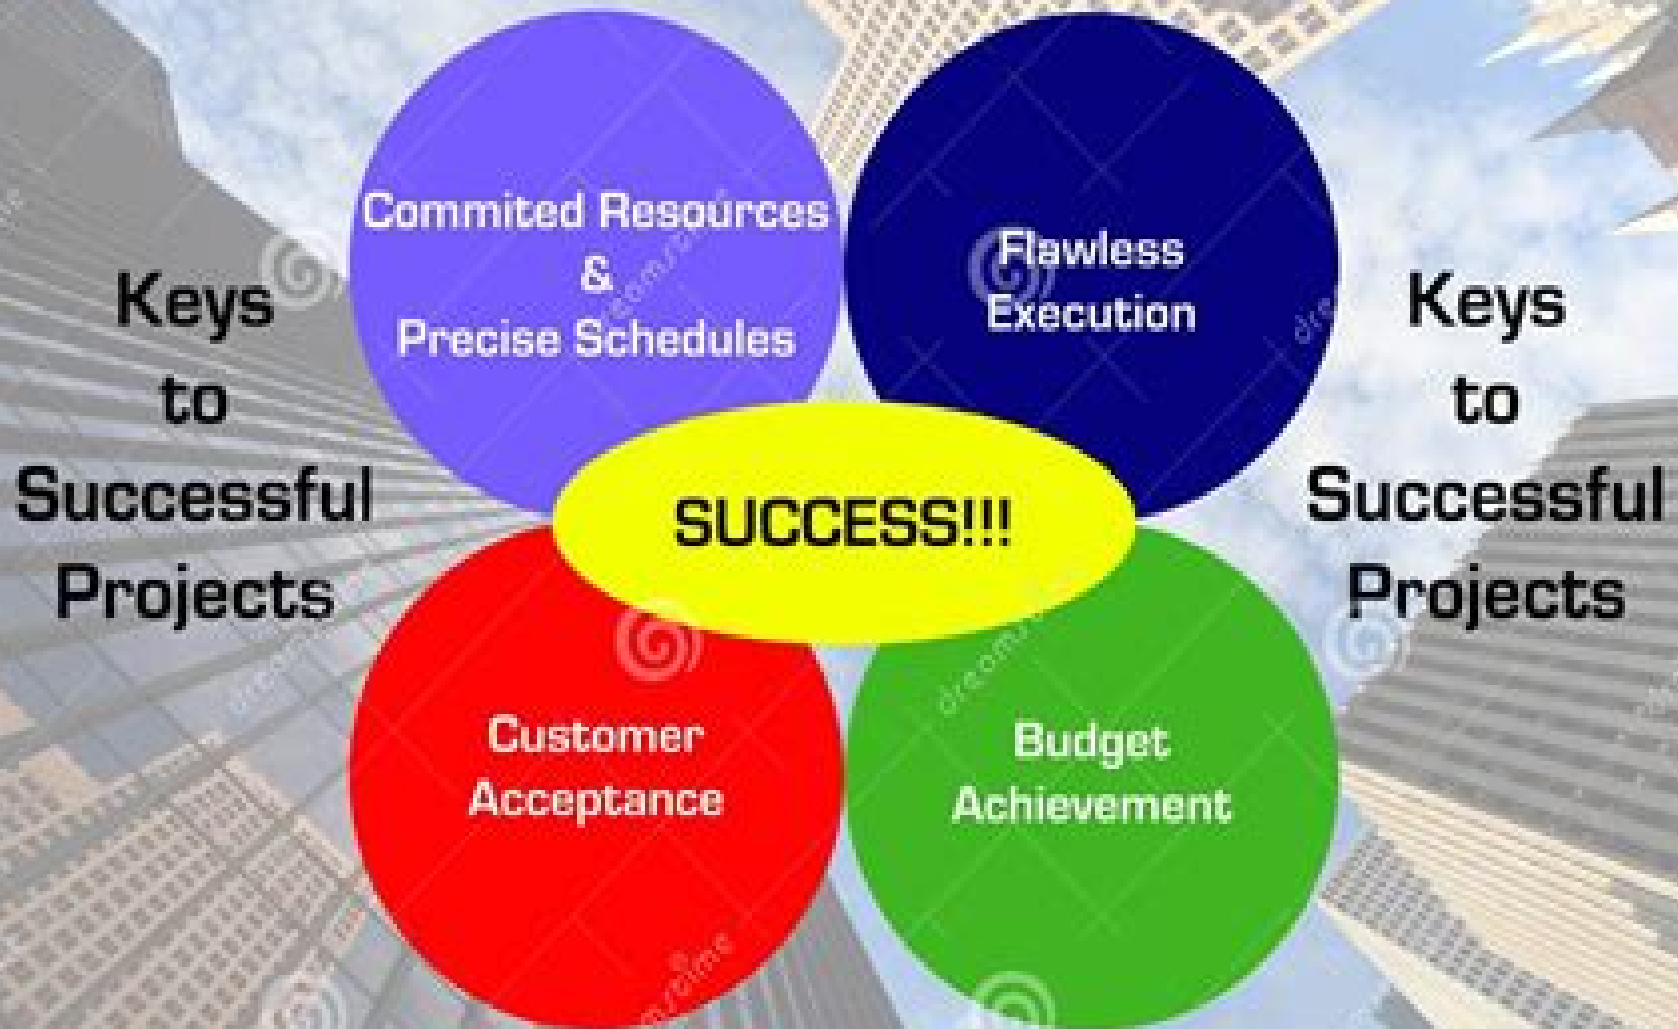 Keys
to
Successful
Projects
Commited Resources
&
Precise Schedules
Flawless
Execution
SUCCESS!!!
Customer
Acceptance
Budget
Achievement
Keys
to
Successful
Projects